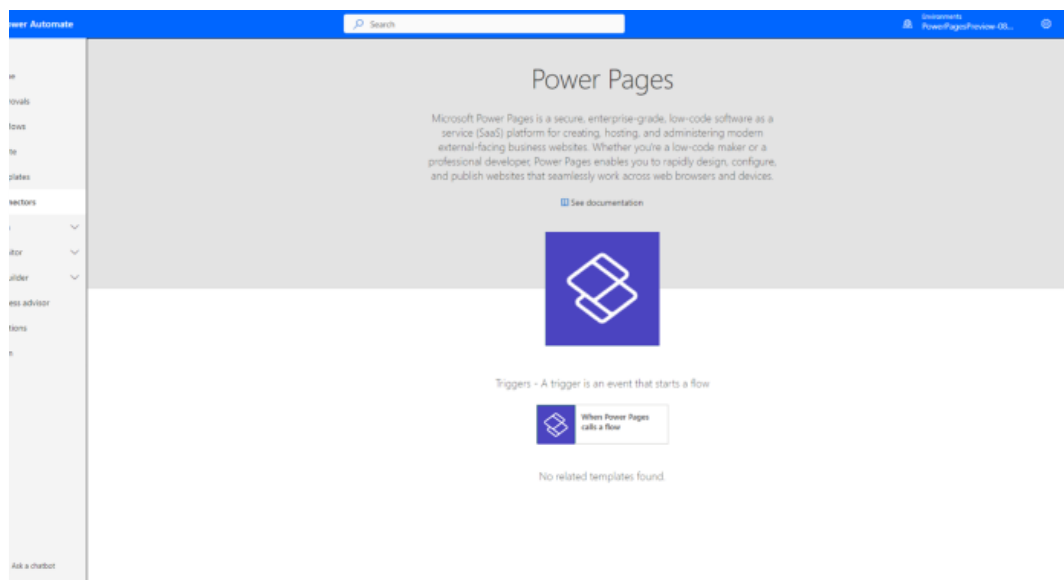 ower Automate
Search
Environments
PowerPagesPreview-08...
ovals
lows
te
plates
nectors
itor
uilder
ess advisor
tions
Ask a chatbot
Power Pages
Microsoft Power Pages is a secure, enterprise-grade, low-code software as a
service (SaaS) platform for creating, hosting, and administering modern
external-facing business websites. Whether you're a low-code maker or a
professional developer, Power Pages enables you to rapidly design, configure,
and publish websites that seamlessly work across web browsers and devices.
See documentation
Triggers - A trigger is an event that starts a flow
When Power Pages
calls a flow
No related templates found.